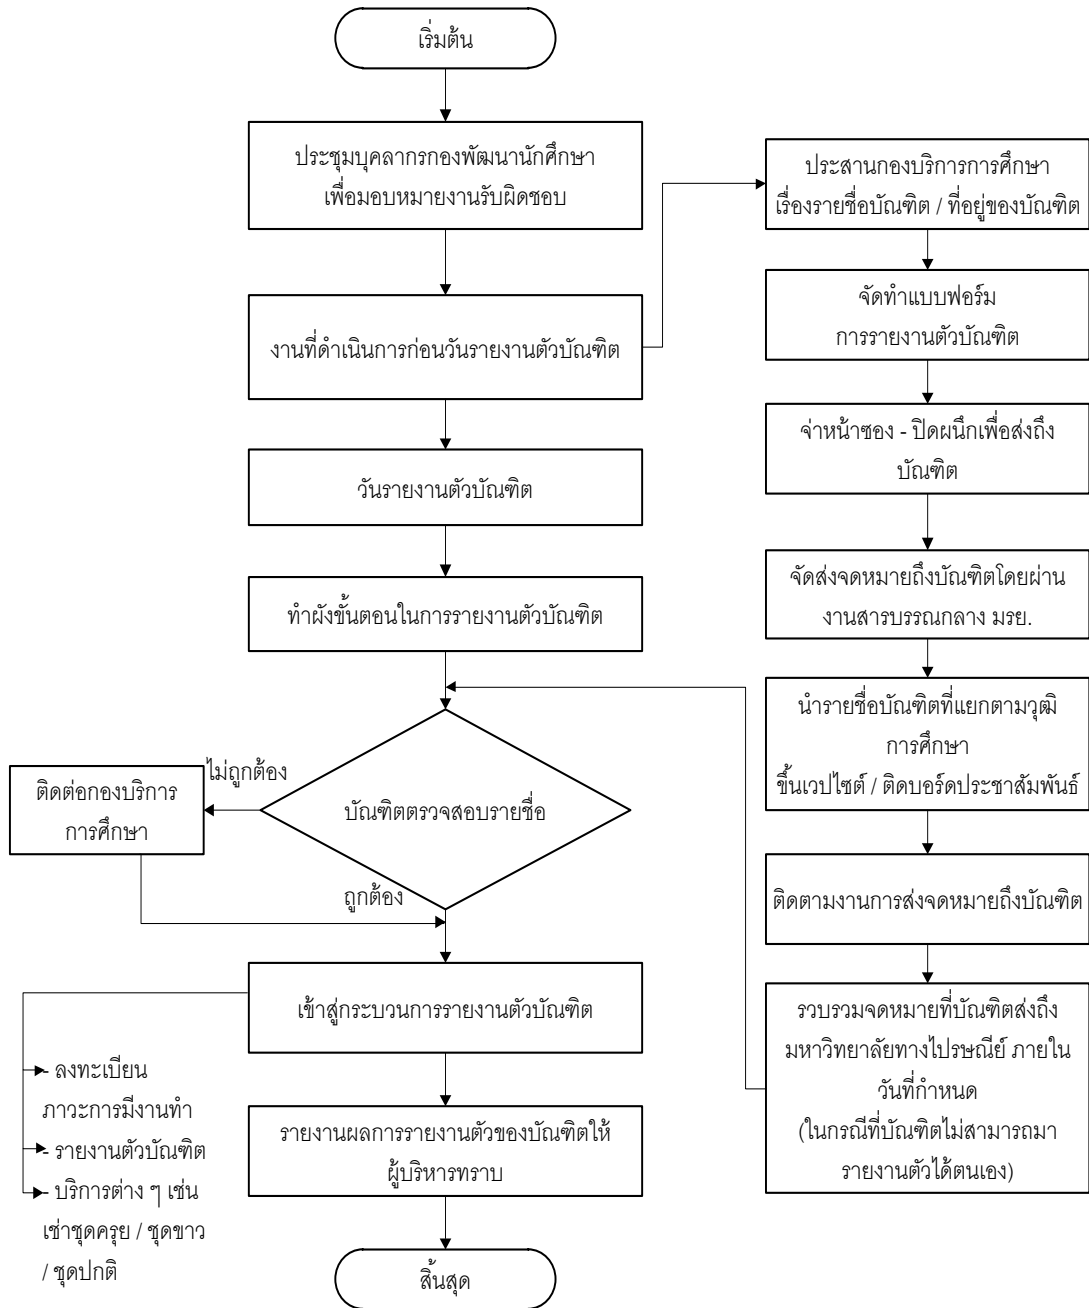 เริ่มต้น
ประชุมบุคลากรกองพัฒนานักศึกษา
เพื่อมอบหมายงานรับผิดชอบ
งานที่ดำเนินการก่อนวันรายงานตัวบัณฑิต
วันรายงานตัวบัณฑิต
ทำผังขั้นตอนในการรายงานตัวบัณฑิต
บัณฑิตตรวจสอบรายชื่อ
ไม่ถูกต้อง
ติดต่อกองบริการ
การศึกษา
ถูกต้อง
เข้าสู่กระบวนการรายงานตัวบัณฑิต
- ลงทะเบียน
ภาวะการมีงานทำ
- รายงานตัวบัณฑิต
- บริการต่าง ๆ เช่น
เช่าชุดครุย / ชุดขาว
/ ชุดปกติ
รายงานผลการรายงานตัวของบัณฑิตให้
ผู้บริหารทราบ
สิ้นสุด
ประสานกองบริการการศึกษา
เรื่องรายชื่อบัณฑิต / ที่อยู่ของบัณฑิต
จัดทำแบบฟอร์ม
การรายงานตัวบัณฑิต
จ่าหน้าซอง - ปิดผนึกเพื่อส่งถึง
บัณฑิต
จัดส่งจดหมายถึงบัณฑิตโดยผ่าน
งานสารบรรณกลาง มรย.
นำรายชื่อบัณฑิตที่แยกตามวุฒิ
การศึกษา
ขึ้นเวปไซต์ / ติดบอร์ดประชาสัมพันธ์
ติดตามงานการส่งจดหมายถึงบัณฑิต
รวบรวมจดหมายที่บัณฑิตส่งถึง
มหาวิทยาลัยทางไปรษณีย์ ภายใน
วันที่กำหนด
(ในกรณีที่บัณฑิตไม่สามารถมา
รายงานตัวได้ตนเอง)